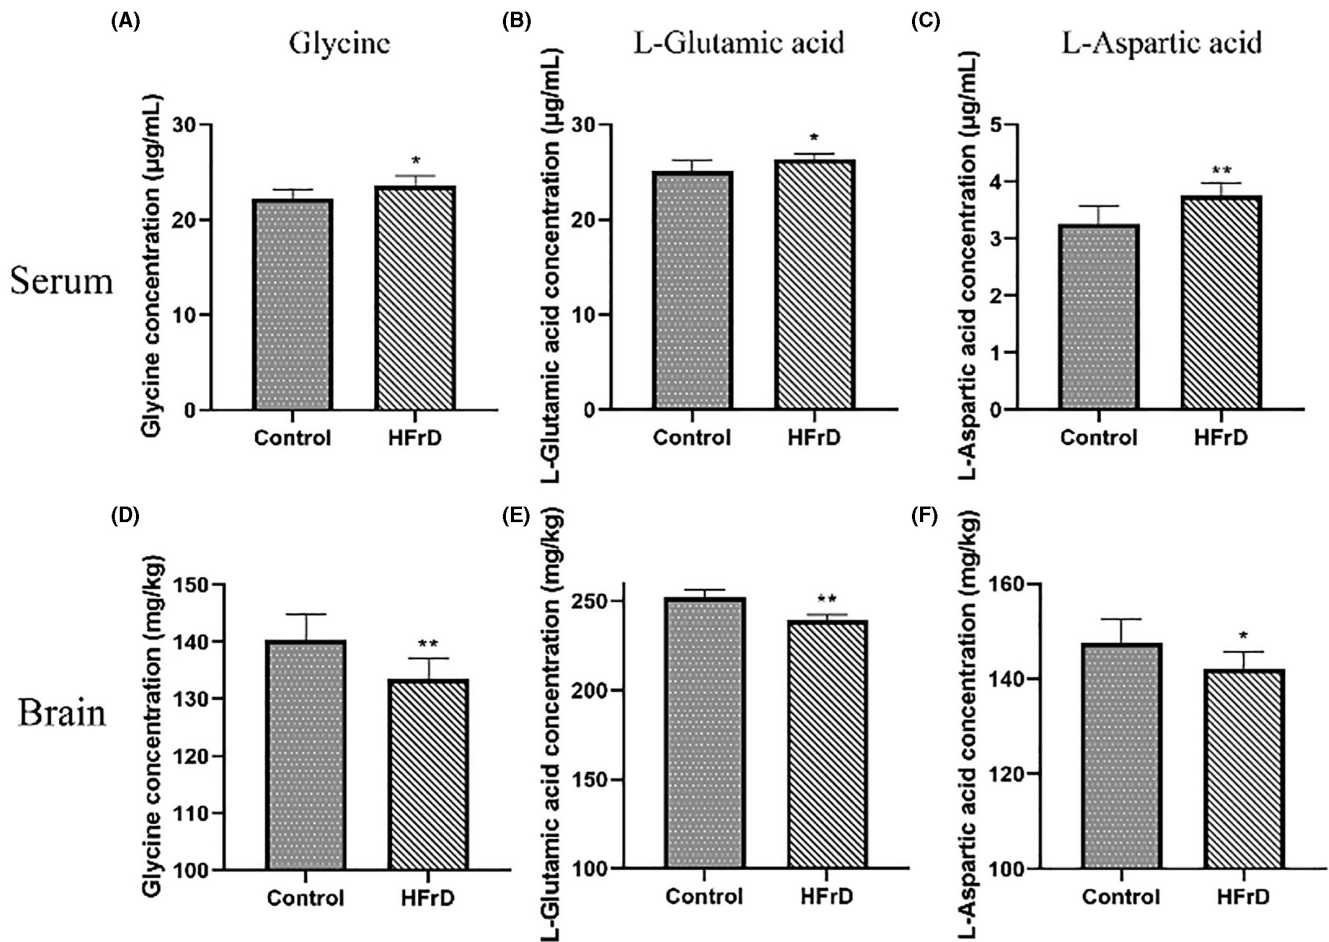 (A)
Glycine
Glycine concentration (µg/mL)
30
20
10
0
*
Control
HFrD
(B)
L-Glutamic acid
L-Glutamic acid concentration (µg/mL)
30
20
10
0
*
Control
HFrD
(C)
L-Aspartic acid
L-Aspartic acid concentration (µg/mL)
5
4
3
2
1
0
**
Control
HFrD
Serum
(D)
Glycine concentration (mg/kg)
150
140
130
120
110
100
**
Control
HFrD
(E)
L-Glutamic acid concentration (mg/kg)
250
200
150
100
**
Control
HFrD
(F)
L-Aspartic acid concentration (mg/kg)
160
140
120
100
*
Control
HFrD
Brain